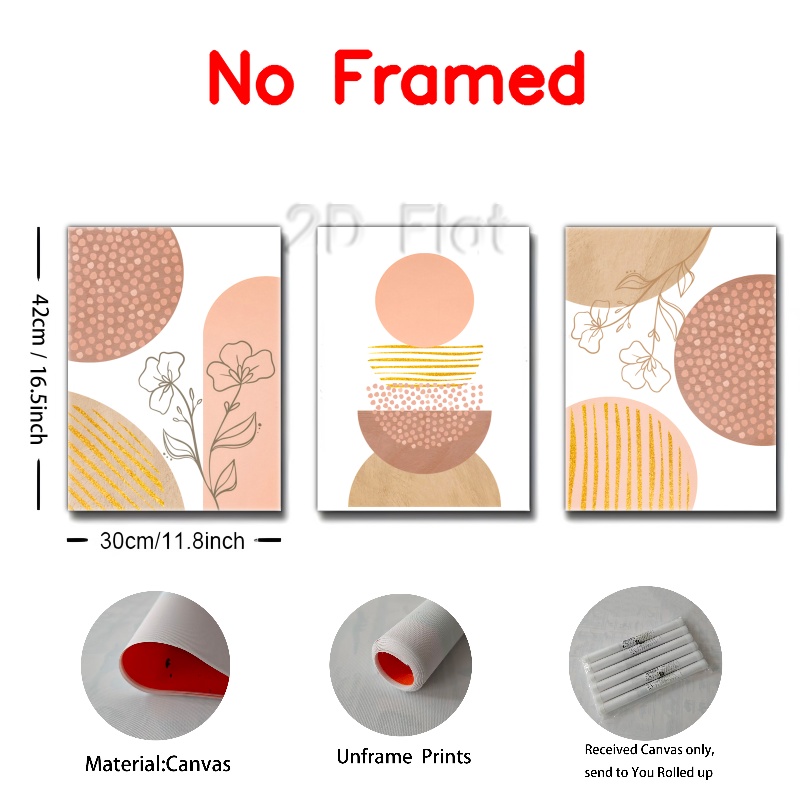 No Framed
2D Flat
42cm / 16.5inch
30cm/11.8inch
Material:Canvas
Unframe Prints
Received Canvas only,
send to You Rolled up